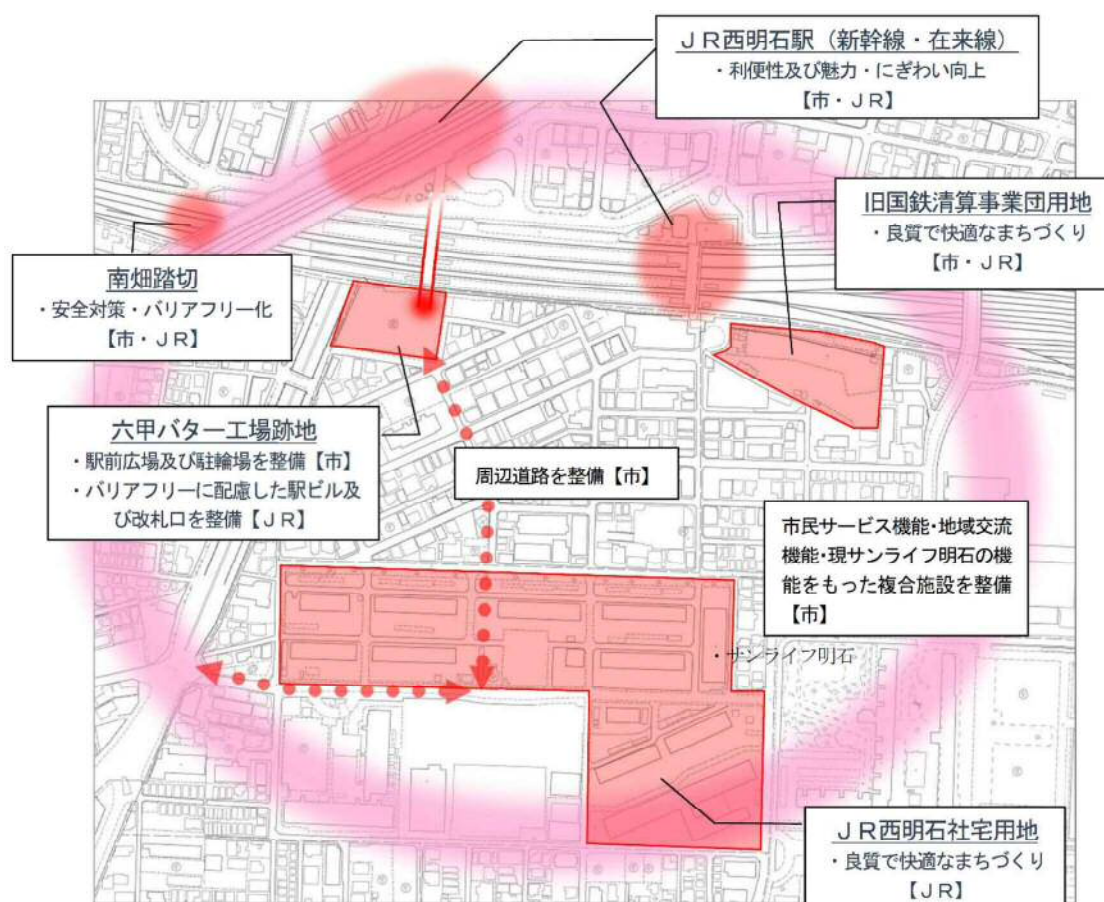 ＪＲ西明石駅（新幹線・在来線）
・利便性及び魅力・にぎわい向上
【市・ＪＲ】
旧国鉄清算事業団用地
・良質で快適なまちづくり
【市・ＪＲ】
南畑踏切
・安全対策・バリアフリー化
【市・ＪＲ】
六甲バター工場跡地
・駅前広場及び駐輪場を整備【市】
・バリアフリーに配慮した駅ビル及
び改札口を整備【ＪＲ】
周辺道路を整備【市】
市民サービス機能・地域交流
機能・現サンライフ明石の機
能をもった複合施設を整備
【市】
・サンライフ明石
ＪＲ西明石社宅用地
・良質で快適なまちづくり
【ＪＲ】